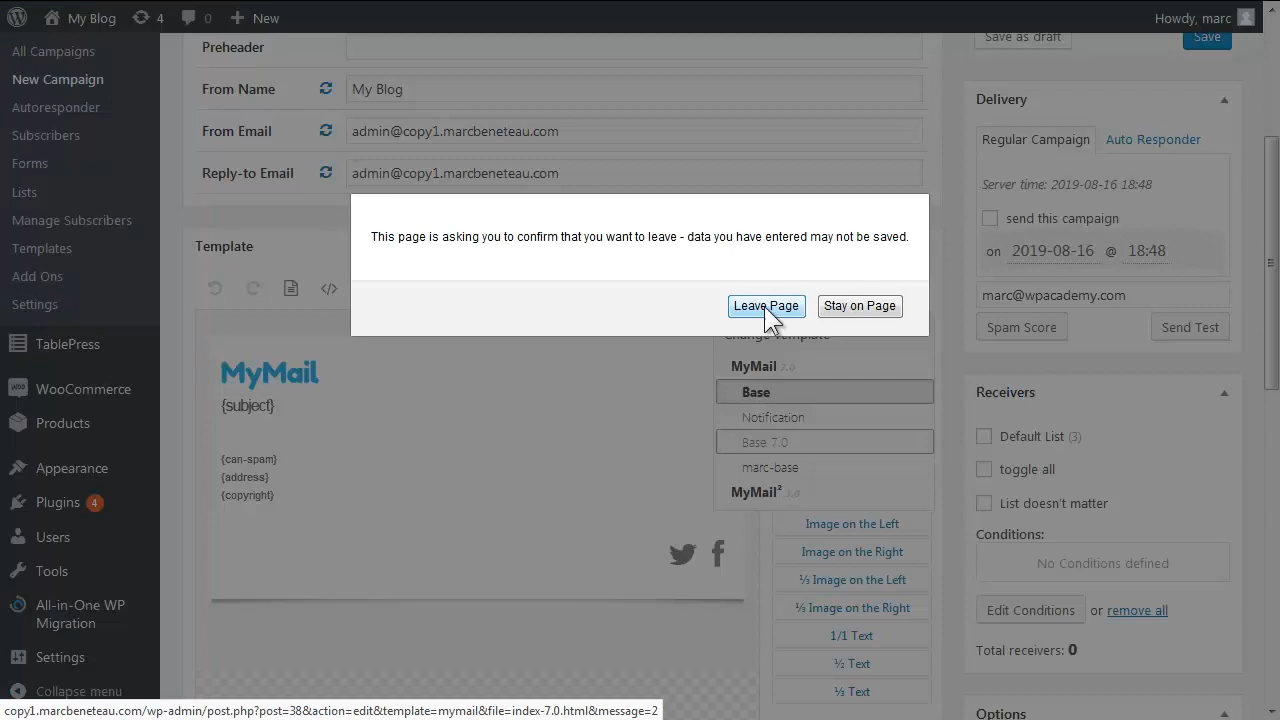 My Blog
4
0
New
Howdy, marc
All Campaigns
New Campaign
Autoresponder
Subscribers
Forms
Lists
Manage Subscribers
Templates
Add Ons
Settings
TablePress
WooCommerce
Products
Appearance
Plugins 4
Users
Tools
All-in-One WP
Migration
Settings
Collapse menu
Preheader
From Name
My Blog
From Email
admin@copy1.marcbeneteau.com
Reply-to Email
admin@copy1.marcbeneteau.com
Template
This page is asking you to confirm that you want to leave - data you have entered may not be saved.
Leave Page
Stay on Page
Change Template
MyMail 7.0
Base
Notification
Base 7.0
marc-base
MyMail² 3.0
MyMail
{subject}
{can-spam}
{address}
{copyright}
Image on the Left
Image on the Right
⅓ Image on the Left
⅓ Image on the Right
1/1 Text
½ Text
⅓ Text
Save as draft
Save
Delivery
Regular Campaign
Auto Responder
Server time: 2019-08-16 18:48
send this campaign
on 2019-08-16 @ 18:48
marc@wpacademy.com
Spam Score
Send Test
Receivers
Default List (3)
toggle all
List doesn't matter
Conditions:
No Conditions defined
Edit Conditions or remove all
Total receivers: 0
Options
copy1.marcbeneteau.com/wp-admin/post.php?post=38&action=edit&template=mymail&file=index-7.0.html&message=2